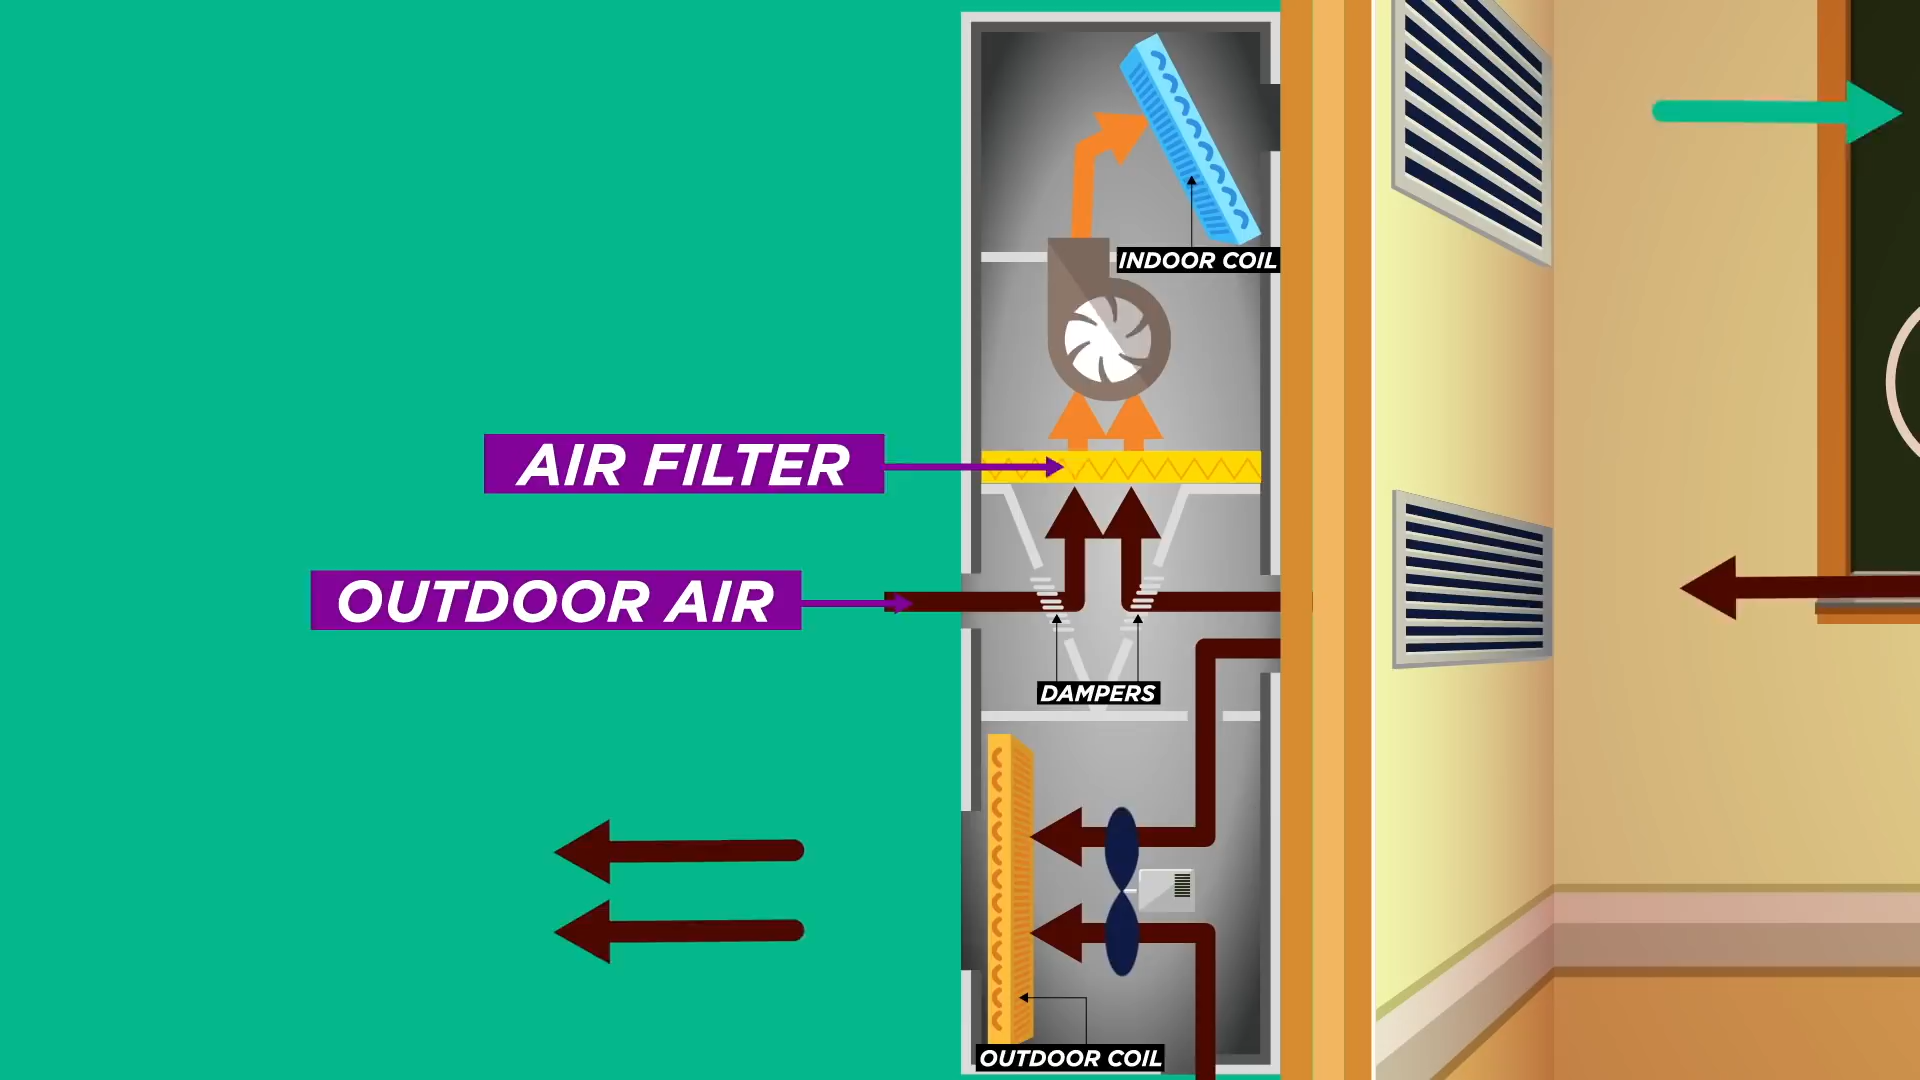 INDOOR COIL
AIR FILTER
OUTDOOR AIR
DAMPERS
OUTDOOR COIL